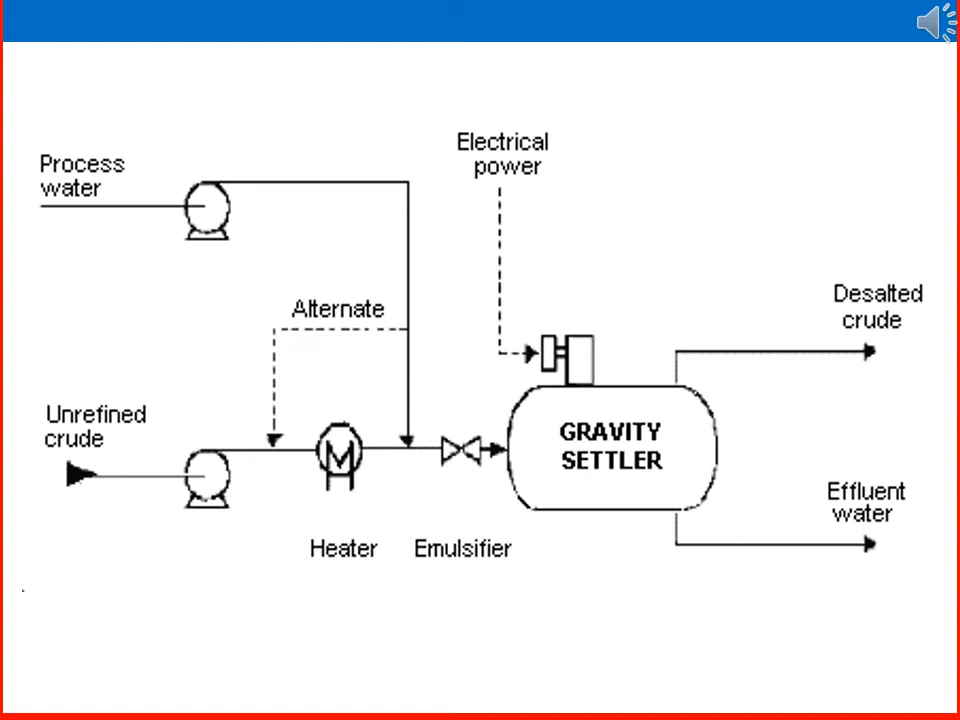 Electrical
power
Process
water
Alternate
Desalted
crude
Unrefined
crude
GRAVITY
SETTLER
Effluent
water
Heater
Emulsifier